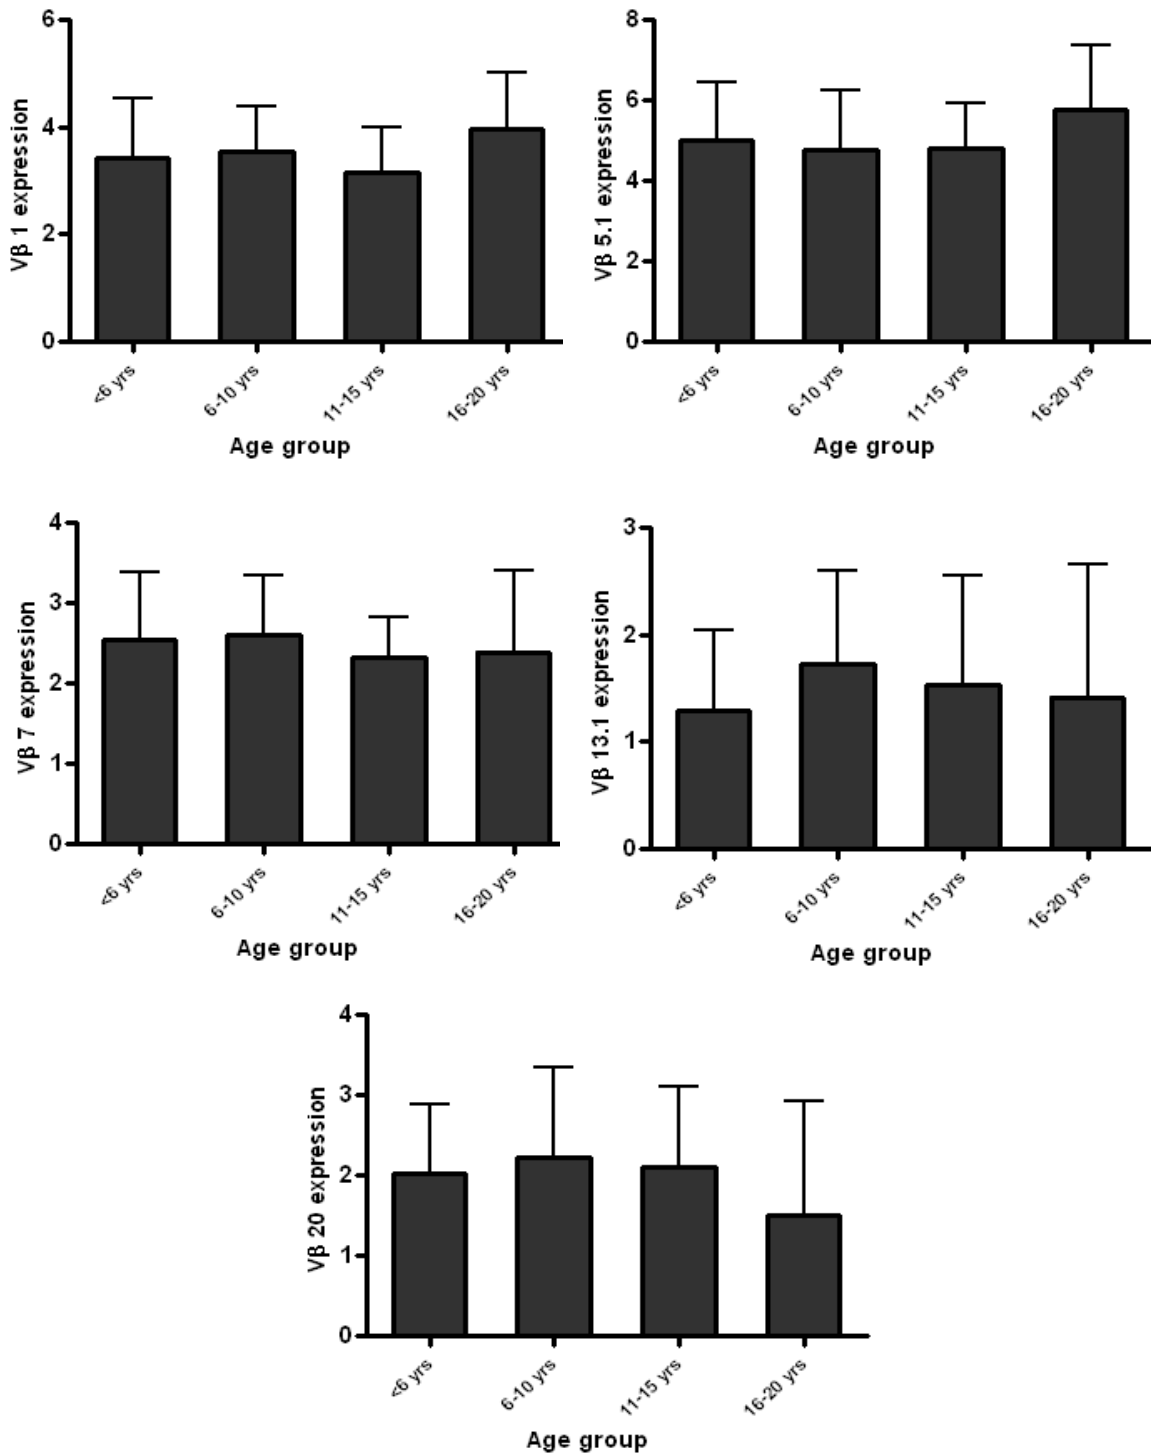 Vβ 1 expression
6
4
2
0
<6 yrs
6-10 yrs
11-15 yrs
16-20 yrs
Age group
Vβ 5.1 expression
8
6
4
2
0
<6 yrs
6-10 yrs
11-15 yrs
16-20 yrs
Age group
Vβ 7 expression
4
3
2
1
0
<6 yrs
6-10 yrs
11-15 yrs
16-20 yrs
Age group
Vβ 13.1 expression
3
2
1
0
<6 yrs
6-10 yrs
11-15 yrs
16-20 yrs
Age group
Vβ 20 expression
4
3
2
1
0
<6 yrs
6-10 yrs
11-15 yrs
16-20 yrs
Age group